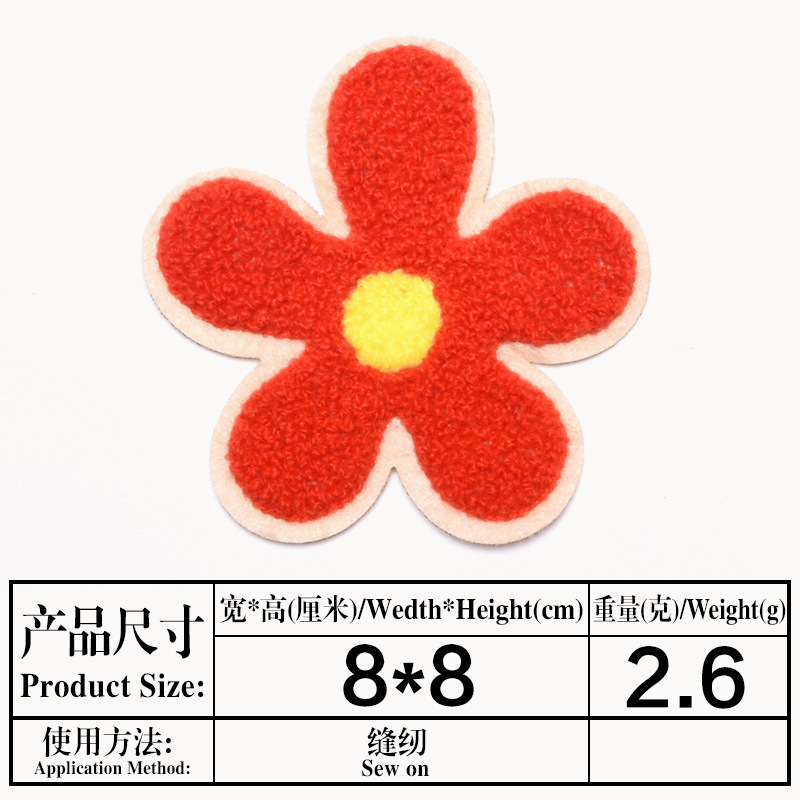 产品尺寸
Product Size:
宽*高(厘米)/Wedth*Height(cm)
重量(克)/Weight(g)
8*8
2.6
使用方法:
Application Method:
缝纫
Sew on